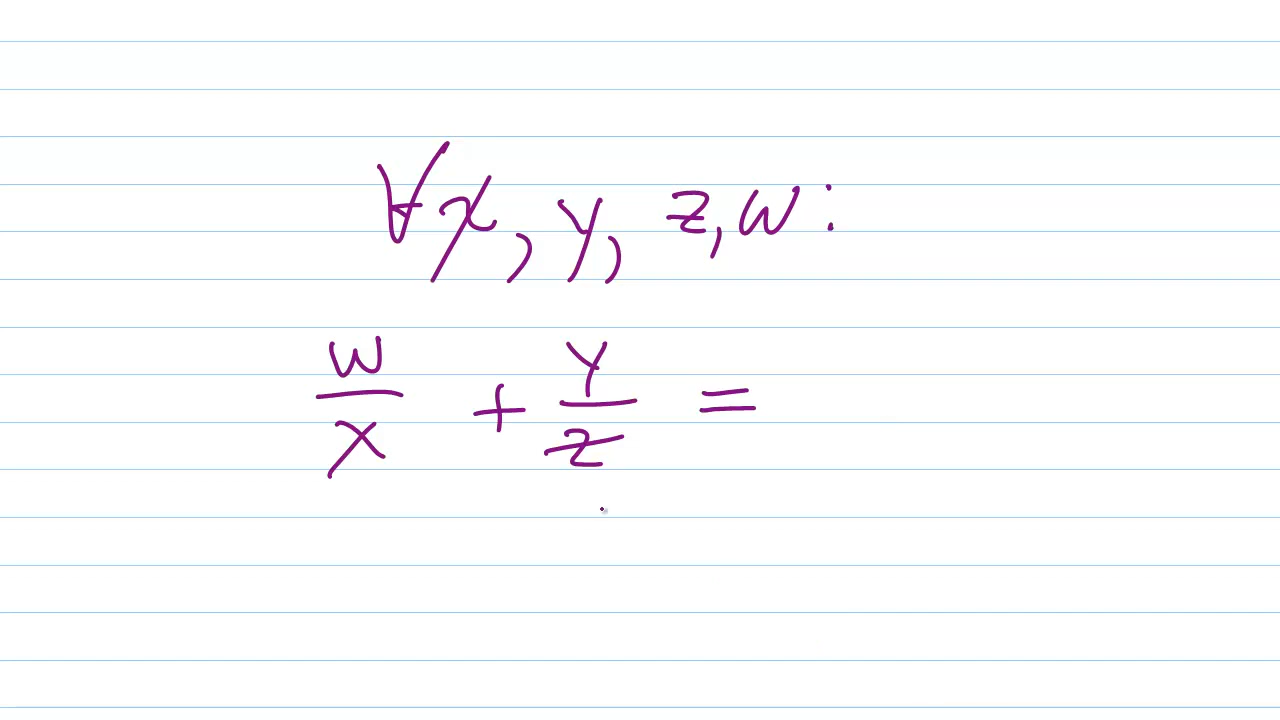 ∀x, y, z, w:
w/x + y/z =